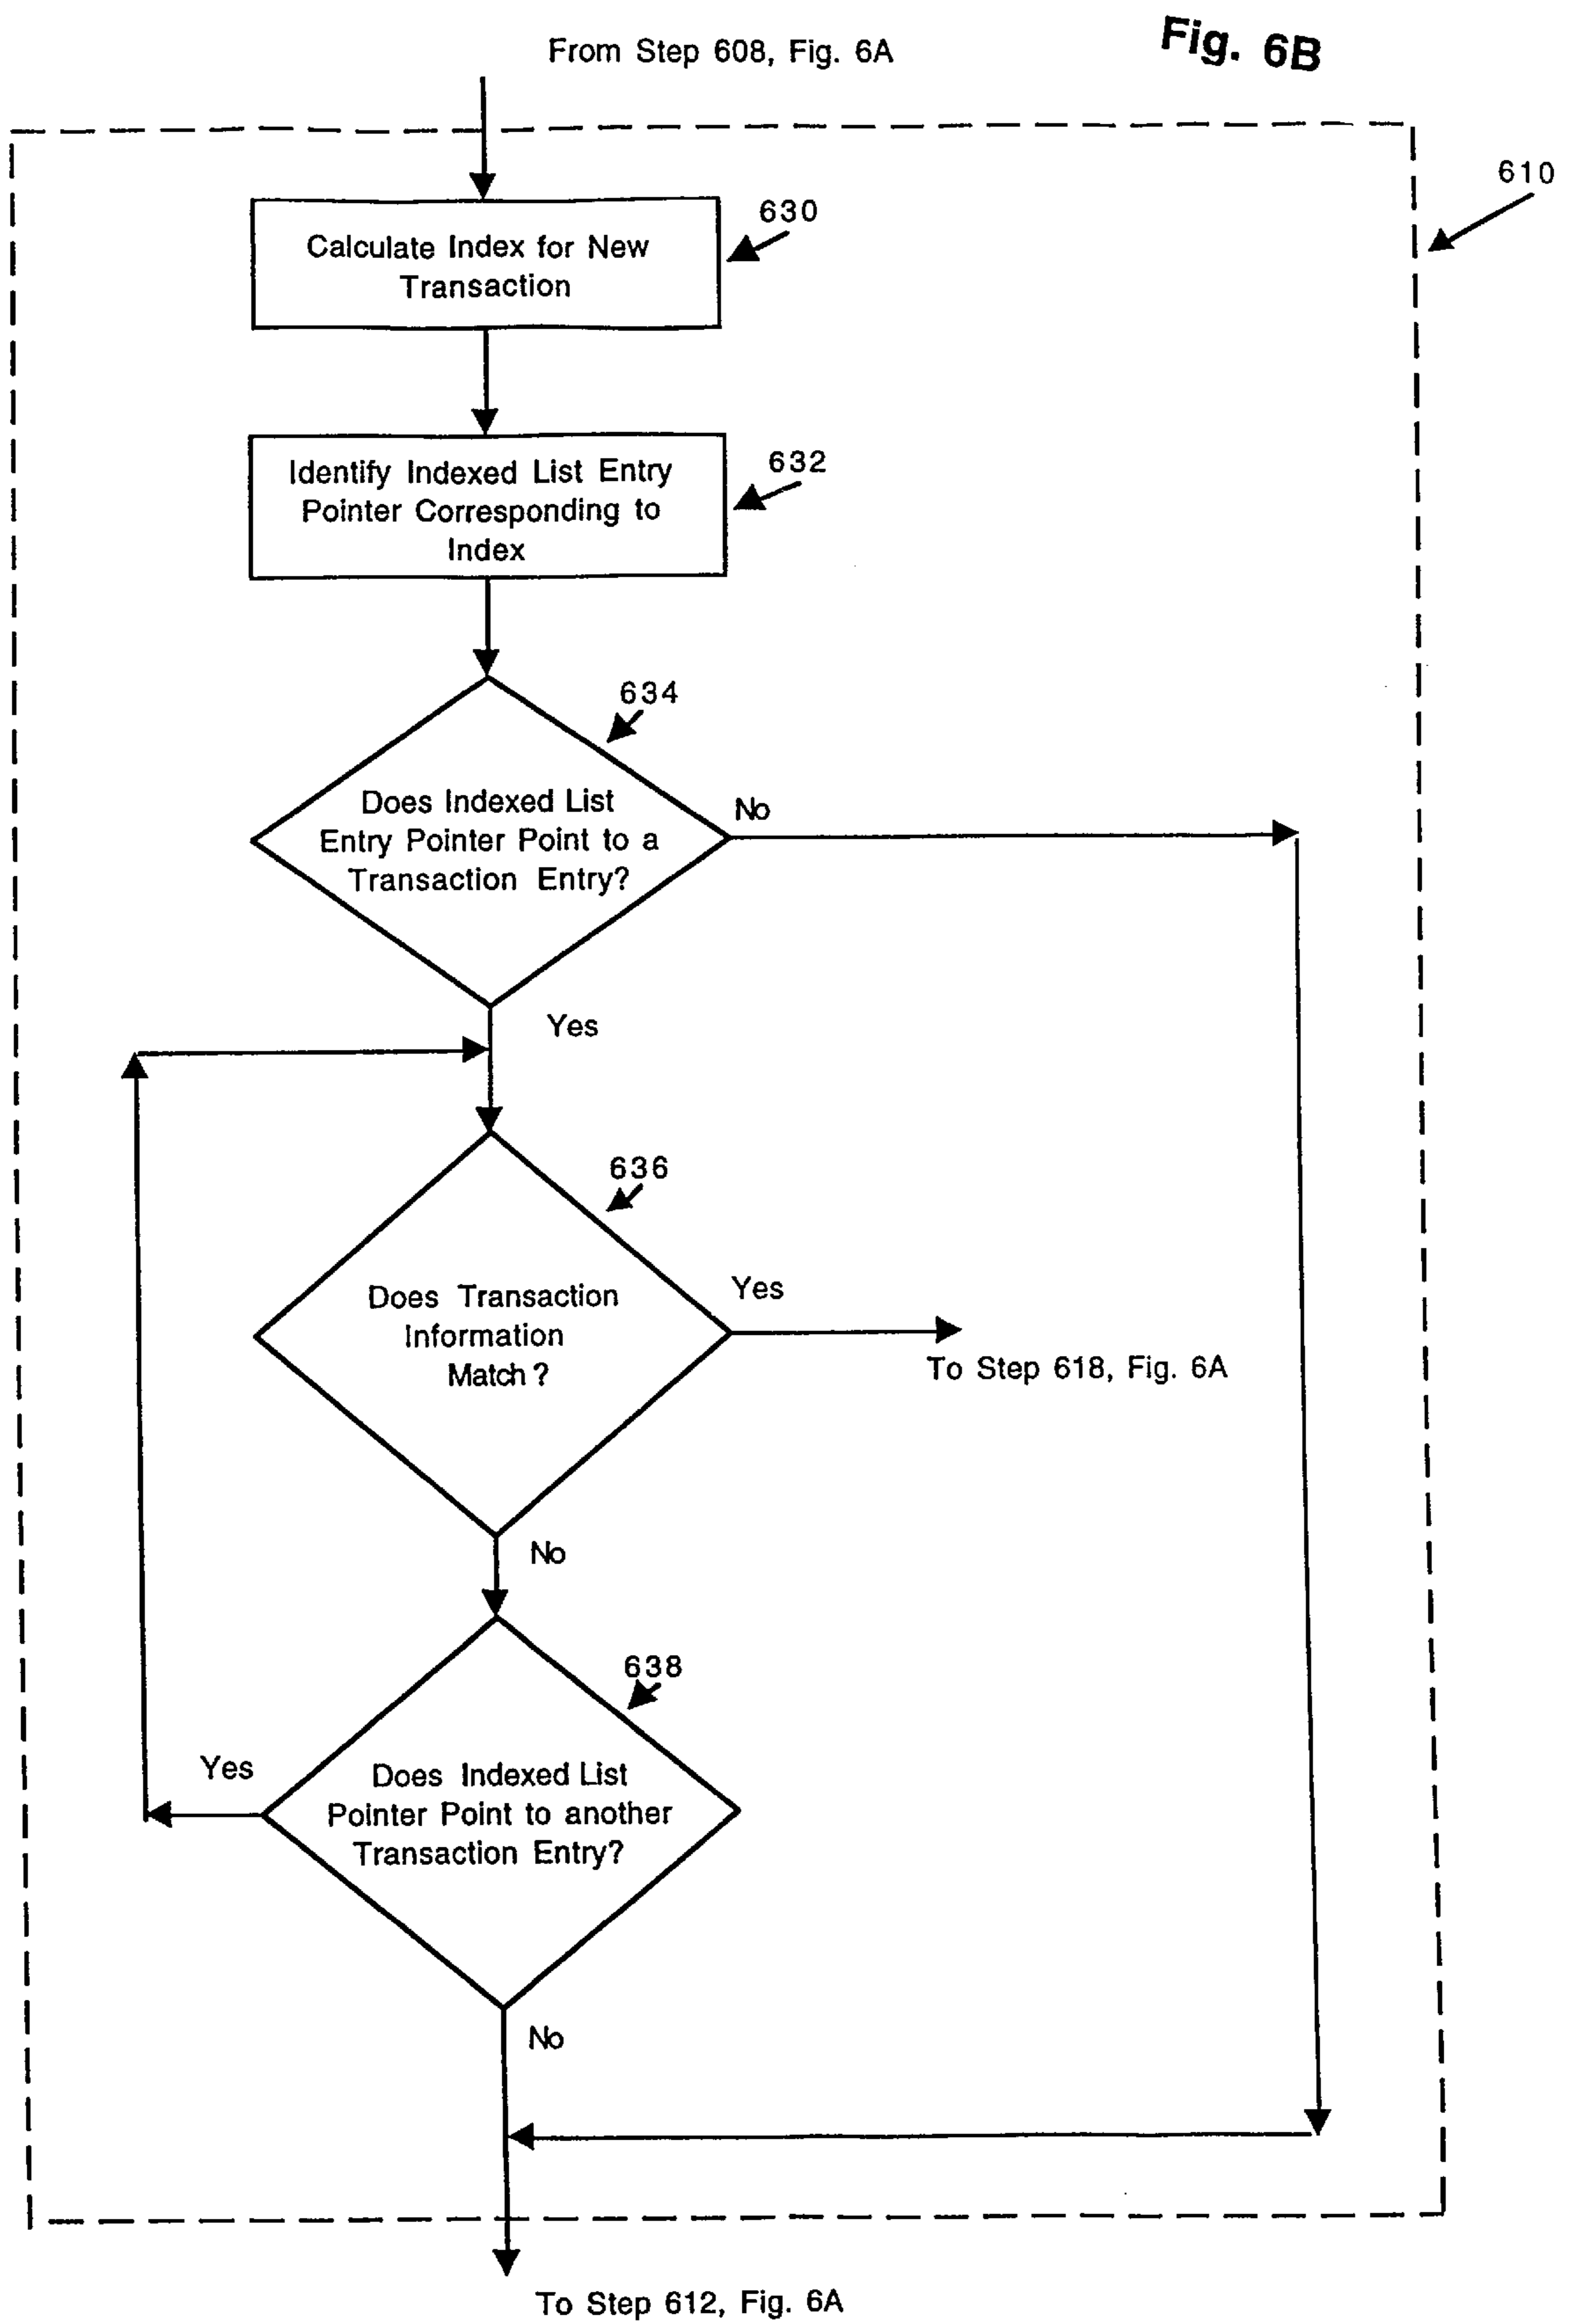 From Step 608, Fig. 6A
Fig. 6B
610
630
Calculate Index for New
Transaction
632
Identify Indexed List Entry
Pointer Corresponding to
Index
634
Does Indexed List
Entry Pointer Point to a
Transaction Entry?
No
Yes
636
Does Transaction
Information
Match?
Yes
To Step 618, Fig. 6A
No
638
Does Indexed List
Pointer Point to another
Transaction Entry?
Yes
No
To Step 612, Fig. 6A